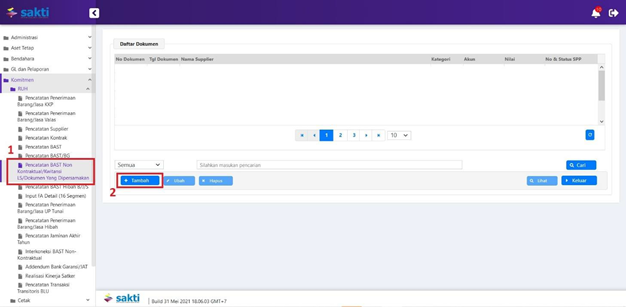 sakti
Administrasi
Aset Tetap
Bendahara
GL dan Pelaporan
Komitmen
RUH
Pencatatan Penerimaan
Barang/Jasa KKP
Pencatatan Penerimaan
Barang/Jasa Valas
Pencatatan Supplier
Pencatatan Kontrak
Pencatatan BAST
Pencatatan BAST/BG
1
Pencatatan BAST Non
Kontraktual/Kwitansi
LS/Dokumen Yang Dipersamakan
Pencatatan BAST Hibah B/J/S
Input FA Detail (16 Segmen)
Pencatatan Penerimaan
Barang/Jasa UP Tunai
Pencatatan Penerimaan
Barang/Jasa Hibah
Pencatatan Jaminan Akhir
Tahun
Interkoneksi BAST Non-
Kontraktual
Addendum Bank Garansi/JAT
Realisasi Kinerja Satker
Pencatatan Transaksi
Transitoris BLU
Cetak
Daftar Dokumen
No Dokumen Tgl Dokumen Nama Supplier Kategori Akun Nilai No & Status SPP
« ‹ 1 2 3 › » 10
Semua Silahkan masukan pencarian Cari
2
+ Tambah Ubah Hapus Lihat Keluar
sakti | Build 31 Mei 2021 18.06.03 GMT+7